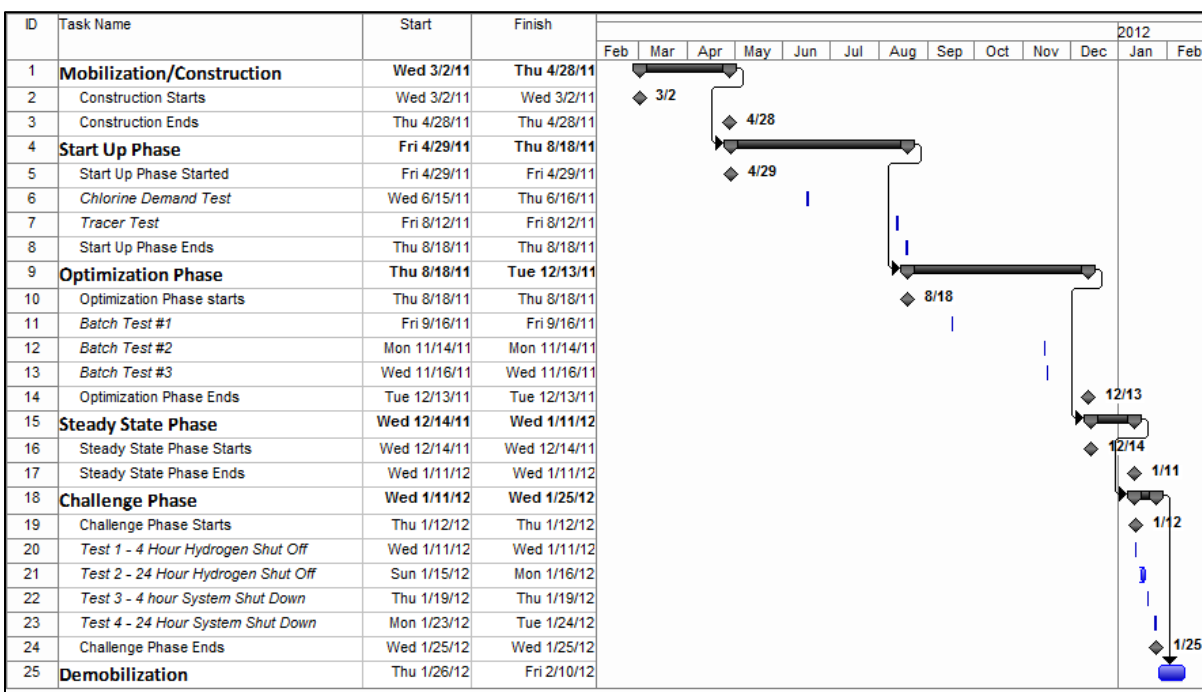 ID Task Name Start Finish 2012
Feb Mar Apr May Jun Jul Aug Sep Oct Nov Dec Jan Feb
1 Mobilization/Construction Wed 3/2/11 Thu 4/28/11
2 Construction Starts Wed 3/2/11 Wed 3/2/11 3/2
3 Construction Ends Thu 4/28/11 Thu 4/28/11 4/28
4 Start Up Phase Fri 4/29/11 Thu 8/18/11
5 Start Up Phase Started Fri 4/29/11 Fri 4/29/11 4/29
6 Chlorine Demand Test Wed 6/15/11 Thu 6/16/11
7 Tracer Test Fri 8/12/11 Fri 8/12/11
8 Start Up Phase Ends Thu 8/18/11 Thu 8/18/11
9 Optimization Phase Thu 8/18/11 Tue 12/13/11
10 Optimization Phase starts Thu 8/18/11 Thu 8/18/11 8/18
11 Batch Test #1 Fri 9/16/11 Fri 9/16/11
12 Batch Test #2 Mon 11/14/11 Mon 11/14/11
13 Batch Test #3 Wed 11/16/11 Wed 11/16/11
14 Optimization Phase Ends Tue 12/13/11 Tue 12/13/11 12/13
15 Steady State Phase Wed 12/14/11 Wed 1/11/12
16 Steady State Phase Starts Wed 12/14/11 Wed 12/14/11 12/14
17 Steady State Phase Ends Wed 1/11/12 Wed 1/11/12 1/11
18 Challenge Phase Wed 1/11/12 Wed 1/25/12
19 Challenge Phase Starts Thu 1/12/12 Thu 1/12/12 1/12
20 Test 1 - 4 Hour Hydrogen Shut Off Wed 1/11/12 Wed 1/11/12
21 Test 2 - 24 Hour Hydrogen Shut Off Sun 1/15/12 Mon 1/16/12
22 Test 3 - 4 hour System Shut Down Thu 1/19/12 Thu 1/19/12
23 Test 4 - 24 Hour System Shut Down Mon 1/23/12 Tue 1/24/12
24 Challenge Phase Ends Wed 1/25/12 Wed 1/25/12 1/25
25 Demobilization Thu 1/26/12 Fri 2/10/12